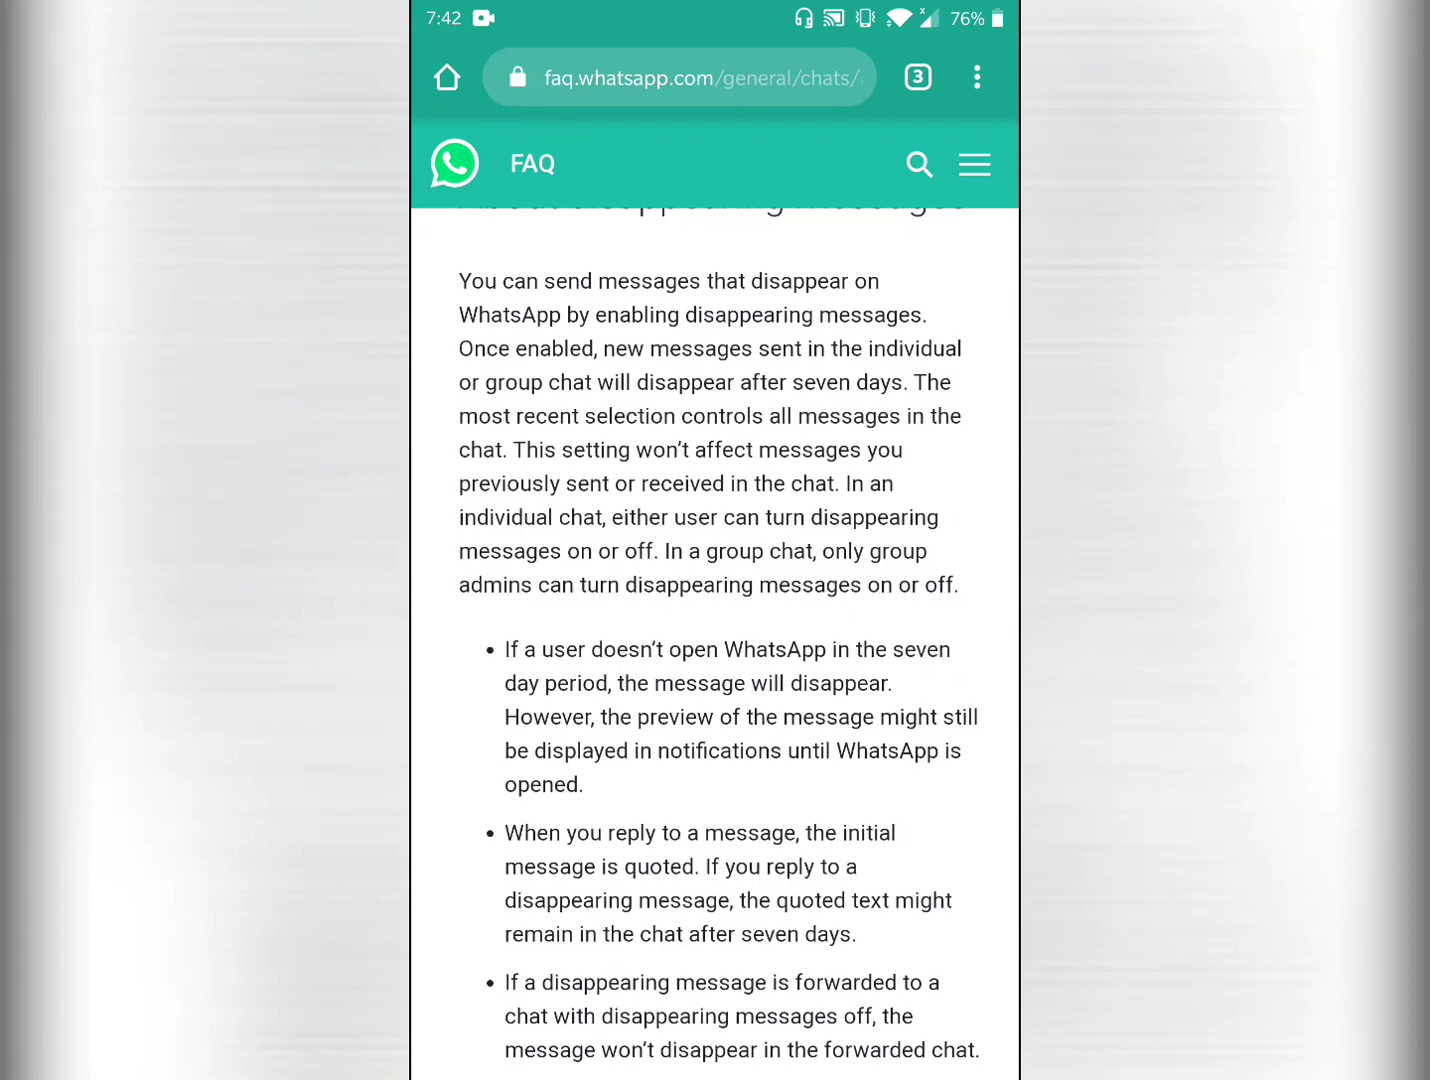 7:42
76%
faq.whatsapp.com/general/chats/
3
FAQ
About disappearing messages
You can send messages that disappear on
WhatsApp by enabling disappearing messages.
Once enabled, new messages sent in the individual
or group chat will disappear after seven days. The
most recent selection controls all messages in the
chat. This setting won’t affect messages you
previously sent or received in the chat. In an
individual chat, either user can turn disappearing
messages on or off. In a group chat, only group
admins can turn disappearing messages on or off.
• If a user doesn’t open WhatsApp in the seven
day period, the message will disappear.
However, the preview of the message might still
be displayed in notifications until WhatsApp is
opened.
• When you reply to a message, the initial
message is quoted. If you reply to a
disappearing message, the quoted text might
remain in the chat after seven days.
• If a disappearing message is forwarded to a
chat with disappearing messages off, the
message won’t disappear in the forwarded chat.